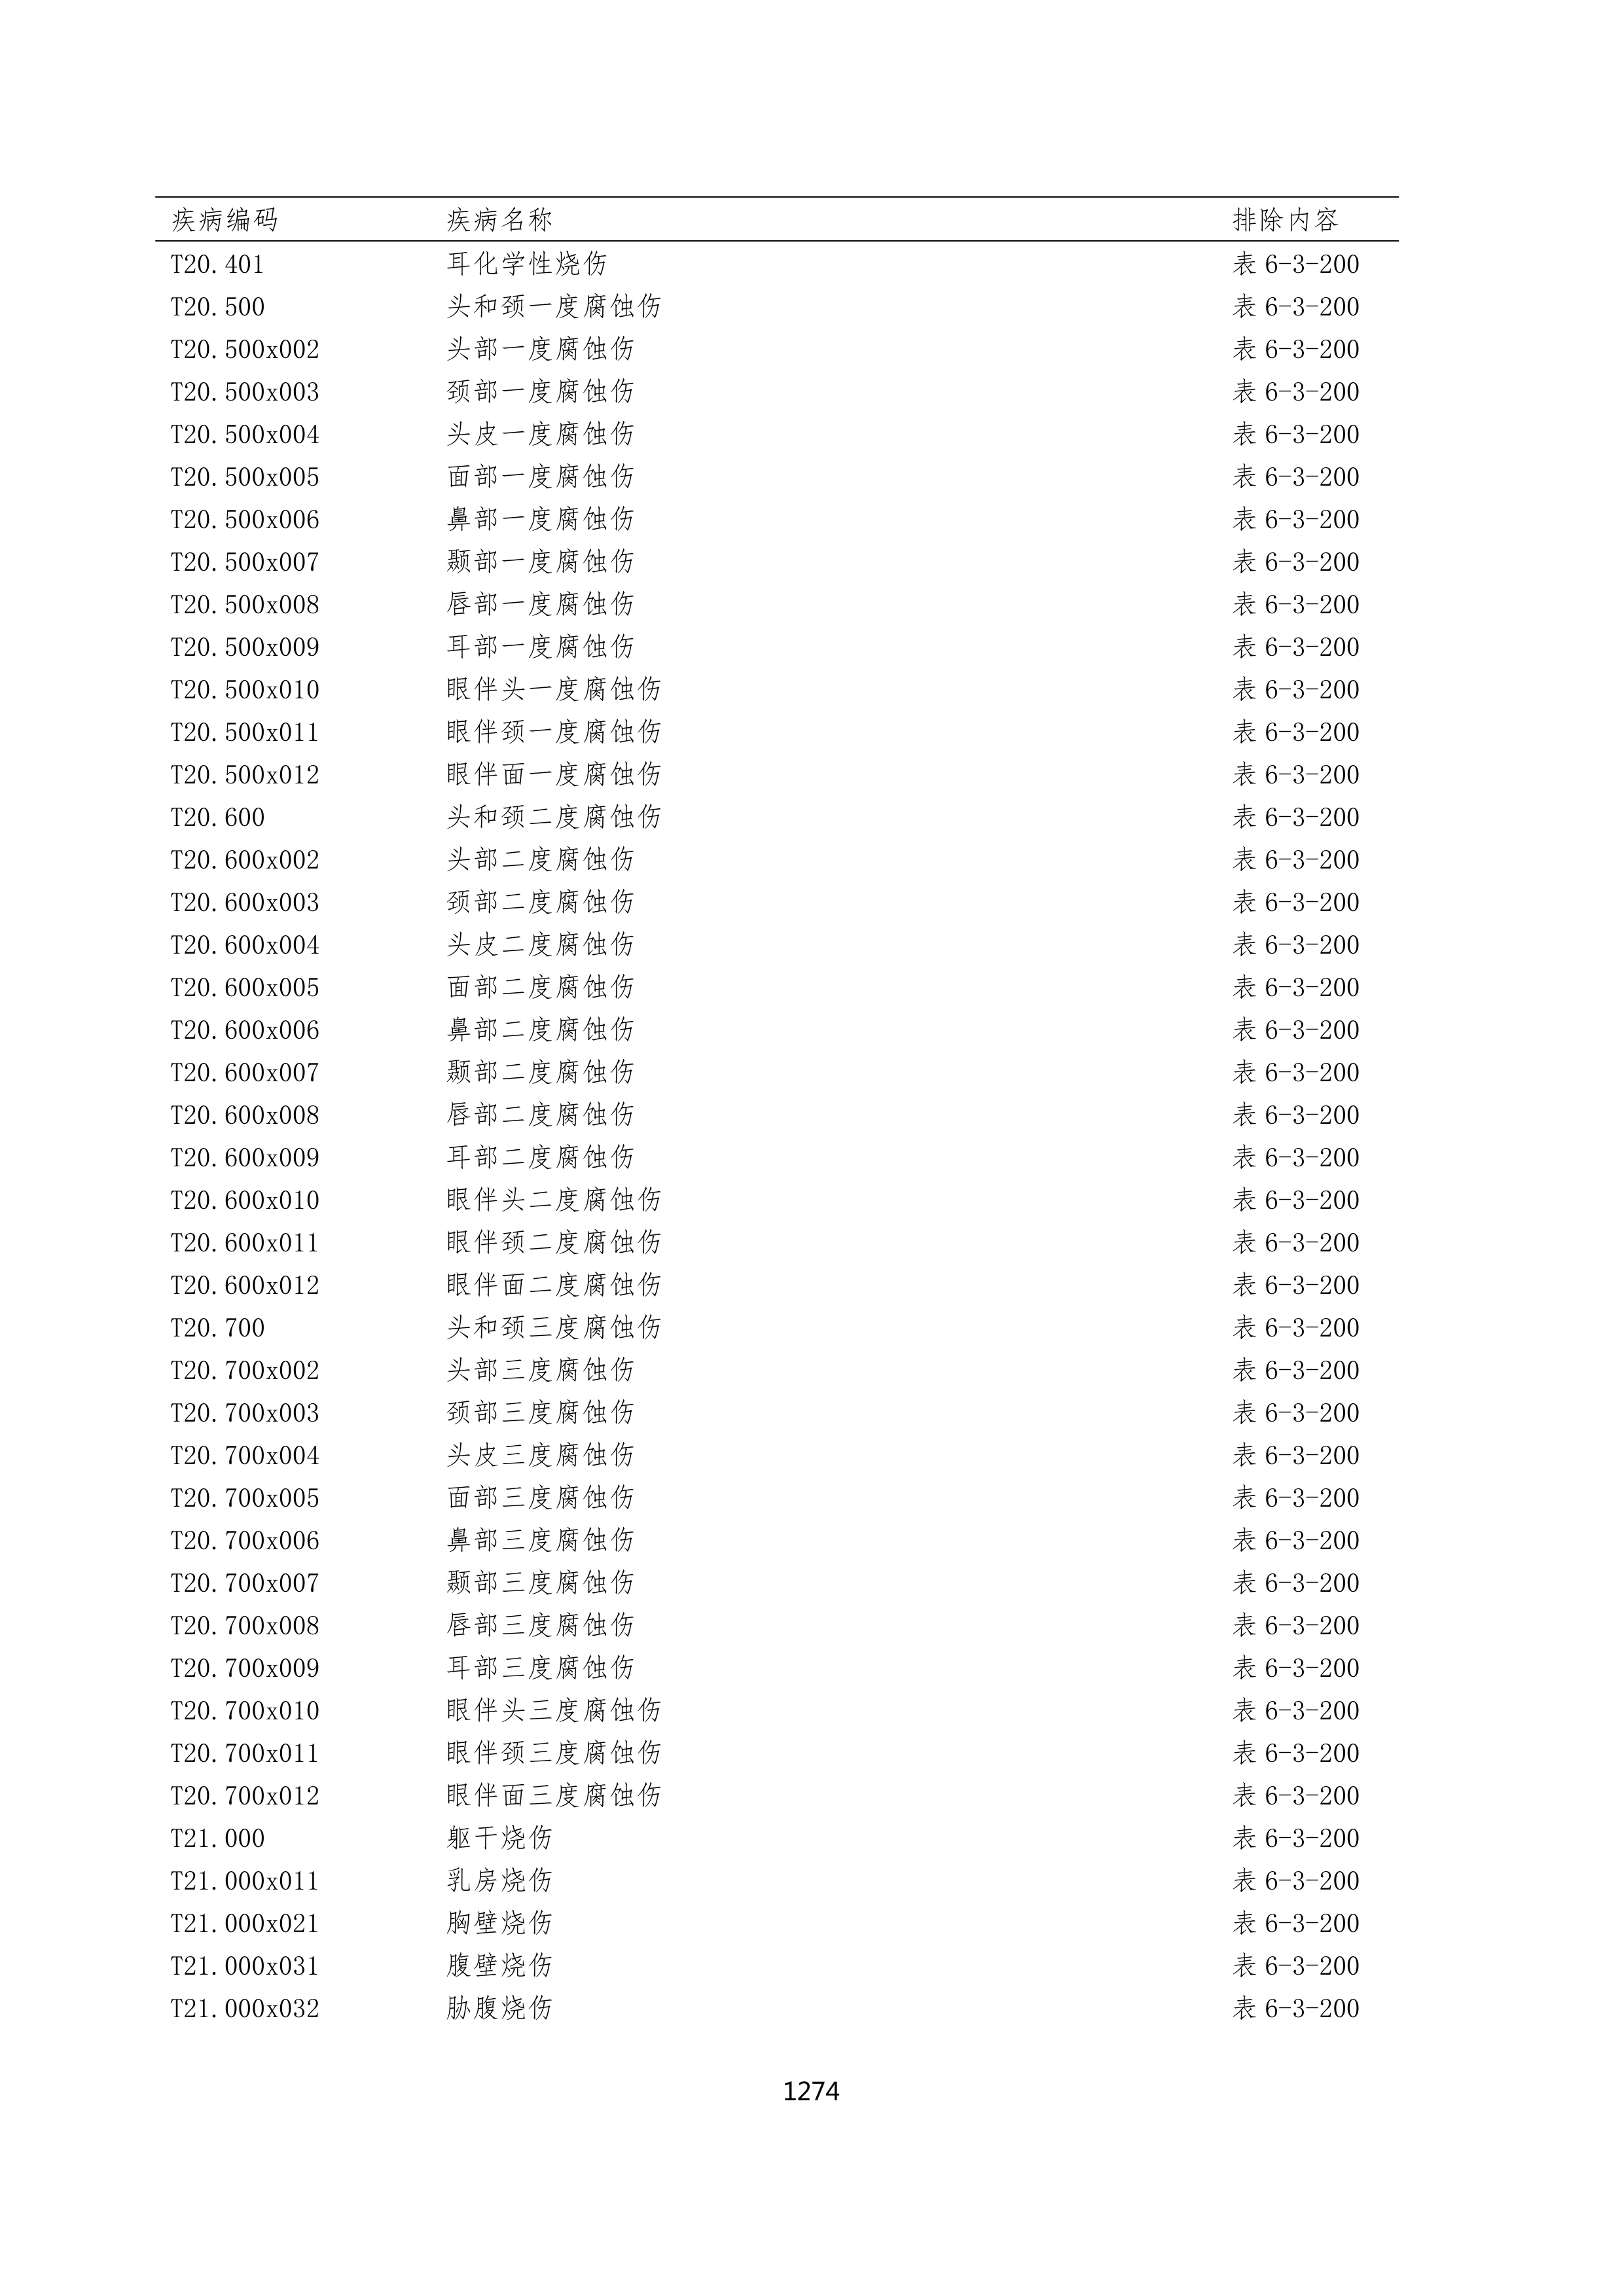 疾病编码 疾病名称 排除内容
T20.401 耳化学性烧伤 表 6-3-200
T20.500 头和颈一度腐蚀伤 表 6-3-200
T20.500x002 头部一度腐蚀伤 表 6-3-200
T20.500x003 颈部一度腐蚀伤 表 6-3-200
T20.500x004 头皮一度腐蚀伤 表 6-3-200
T20.500x005 面部一度腐蚀伤 表 6-3-200
T20.500x006 鼻部一度腐蚀伤 表 6-3-200
T20.500x007 颞部一度腐蚀伤 表 6-3-200
T20.500x008 唇部一度腐蚀伤 表 6-3-200
T20.500x009 耳部一度腐蚀伤 表 6-3-200
T20.500x010 眼伴头一度腐蚀伤 表 6-3-200
T20.500x011 眼伴颈一度腐蚀伤 表 6-3-200
T20.500x012 眼伴面一度腐蚀伤 表 6-3-200
T20.600 头和颈二度腐蚀伤 表 6-3-200
T20.600x002 头部二度腐蚀伤 表 6-3-200
T20.600x003 颈部二度腐蚀伤 表 6-3-200
T20.600x004 头皮二度腐蚀伤 表 6-3-200
T20.600x005 面部二度腐蚀伤 表 6-3-200
T20.600x006 鼻部二度腐蚀伤 表 6-3-200
T20.600x007 颞部二度腐蚀伤 表 6-3-200
T20.600x008 唇部二度腐蚀伤 表 6-3-200
T20.600x009 耳部二度腐蚀伤 表 6-3-200
T20.600x010 眼伴头二度腐蚀伤 表 6-3-200
T20.600x011 眼伴颈二度腐蚀伤 表 6-3-200
T20.600x012 眼伴面二度腐蚀伤 表 6-3-200
T20.700 头和颈三度腐蚀伤 表 6-3-200
T20.700x002 头部三度腐蚀伤 表 6-3-200
T20.700x003 颈部三度腐蚀伤 表 6-3-200
T20.700x004 头皮三度腐蚀伤 表 6-3-200
T20.700x005 面部三度腐蚀伤 表 6-3-200
T20.700x006 鼻部三度腐蚀伤 表 6-3-200
T20.700x007 颞部三度腐蚀伤 表 6-3-200
T20.700x008 唇部三度腐蚀伤 表 6-3-200
T20.700x009 耳部三度腐蚀伤 表 6-3-200
T20.700x010 眼伴头三度腐蚀伤 表 6-3-200
T20.700x011 眼伴颈三度腐蚀伤 表 6-3-200
T20.700x012 眼伴面三度腐蚀伤 表 6-3-200
T21.000 躯干烧伤 表 6-3-200
T21.000x011 乳房烧伤 表 6-3-200
T21.000x021 胸壁烧伤 表 6-3-200
T21.000x031 腹壁烧伤 表 6-3-200
T21.000x032 胁腹烧伤 表 6-3-200
1274